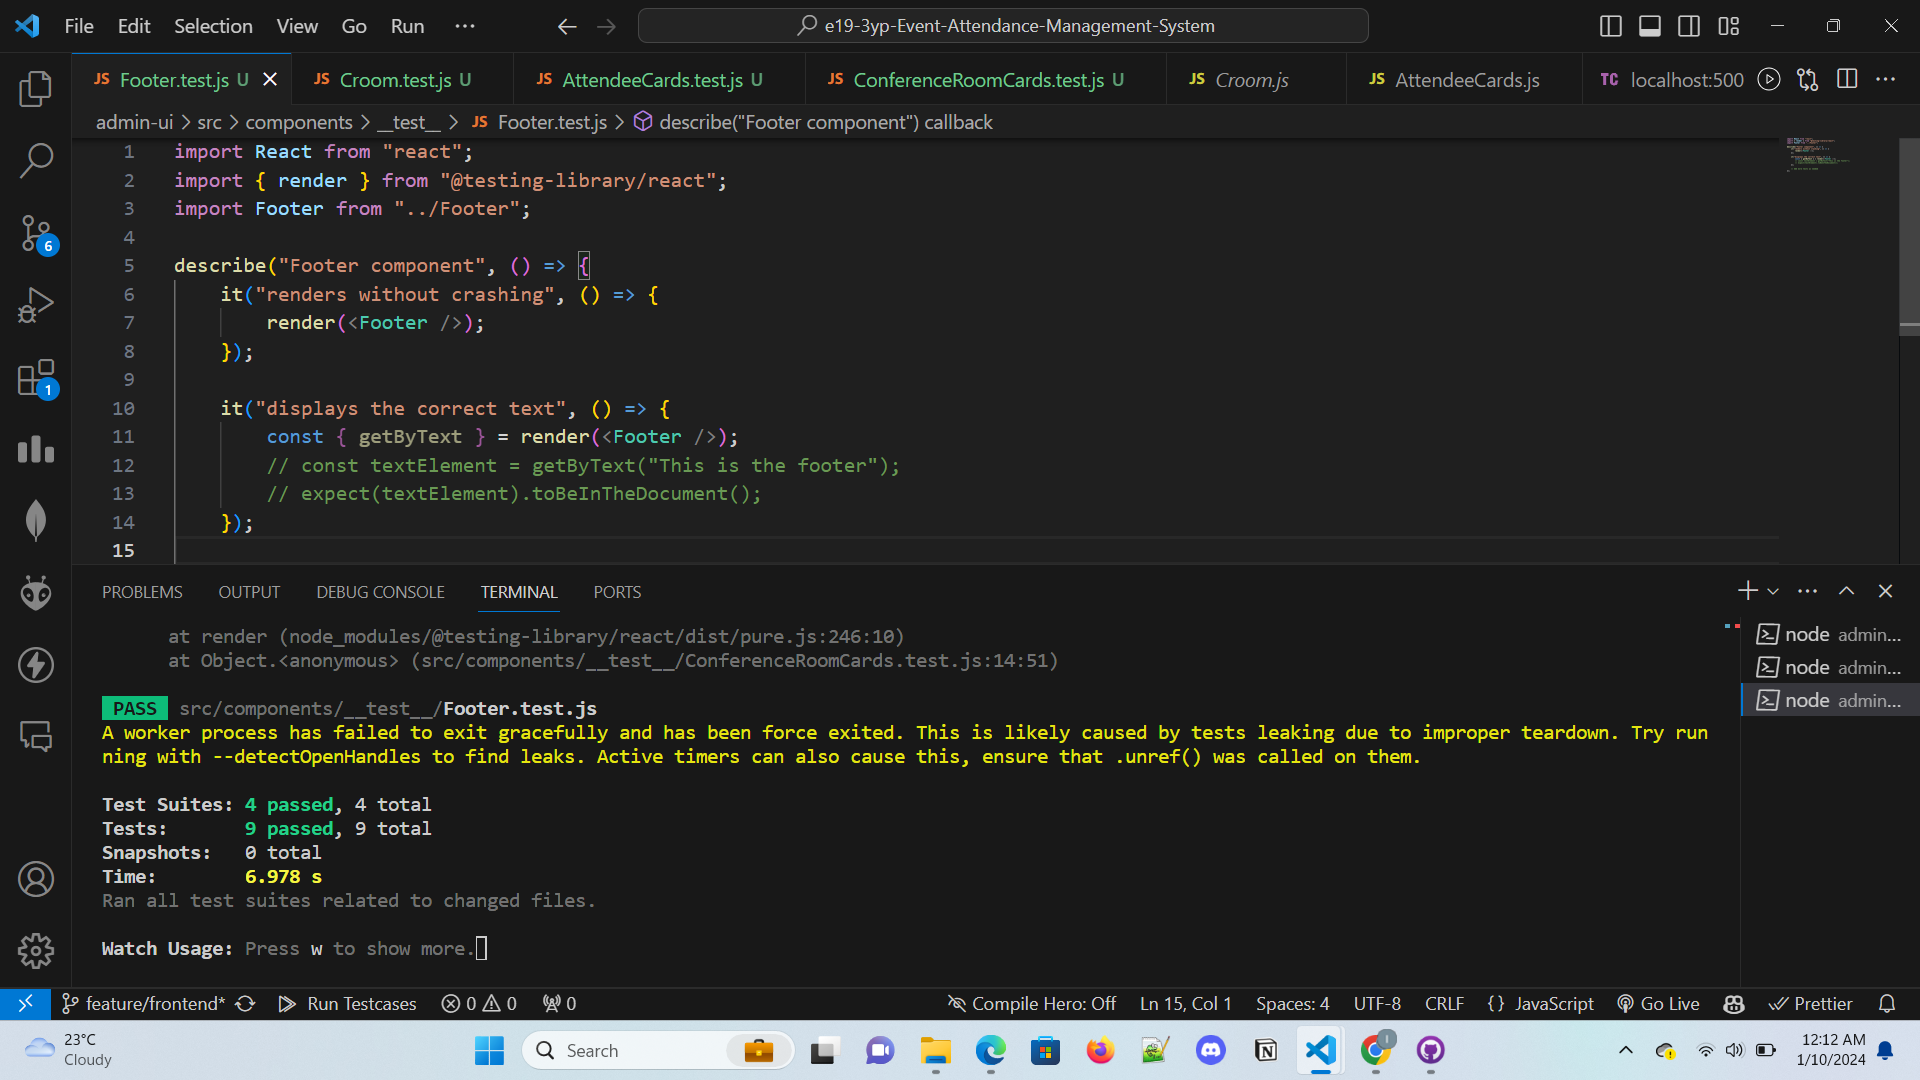 File Edit Selection View Go Run ···
e19-3yp-Event-Attendance-Management-System
JS Footer.test.js U
JS Croom.test.js U
JS AttendeeCards.test.js U
JS ConferenceRoomCards.test.js U
JS Croom.js
JS AttendeeCards.js
TC localhost:500
admin-ui > src > components > __test__ > JS Footer.test.js > describe("Footer component") callback
1 import React from "react";
2 import { render } from "@testing-library/react";
3 import Footer from "../Footer";
4
5 describe("Footer component", () => {
6 it("renders without crashing", () => {
7 render(<Footer />);
8 });
9
10 it("displays the correct text", () => {
11 const { getByText } = render(<Footer />);
12 // const textElement = getByText("This is the footer");
13 // expect(textElement).toBeInTheDocument();
14 });
15
6
1
PROBLEMS OUTPUT DEBUG CONSOLE TERMINAL PORTS
at render (node_modules/@testing-library/react/dist/pure.js:246:10)
at Object.<anonymous> (src/components/__test__/ConferenceRoomCards.test.js:14:51)
PASS src/components/__test__/Footer.test.js
A worker process has failed to exit gracefully and has been force exited. This is likely caused by tests leaking due to improper teardown. Try run
ning with --detectOpenHandles to find leaks. Active timers can also cause this, ensure that .unref() was called on them.
Test Suites: 4 passed, 4 total
Tests: 9 passed, 9 total
Snapshots: 0 total
Time: 6.978 s
Ran all test suites related to changed files.
Watch Usage: Press w to show more.
node admin...
node admin...
node admin...
feature/frontend* Run Testcases 0 0 0
Compile Hero: Off Ln 15, Col 1 Spaces: 4 UTF-8 CRLF {} JavaScript Go Live Prettier
23°C
Cloudy
Search
12:12 AM
1/10/2024